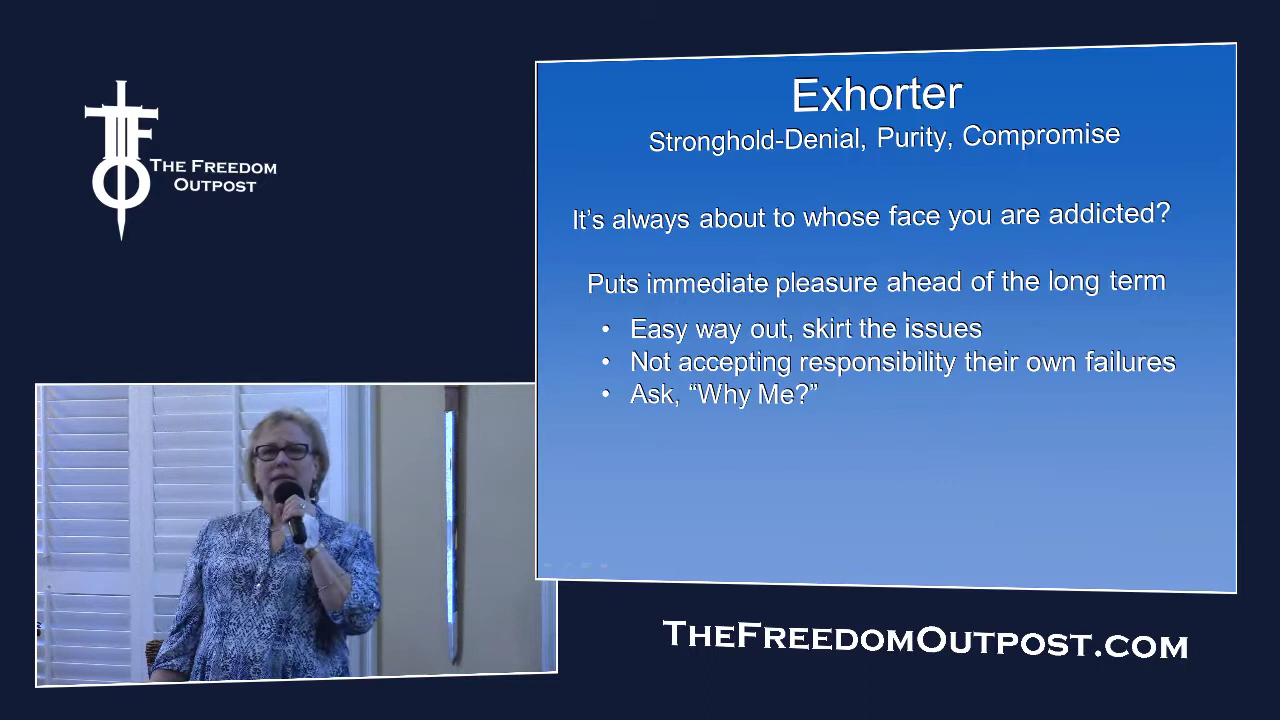 TFO
THE FREEDOM
OUTPOST
Exhorter
Stronghold-Denial, Purity, Compromise
It's always about to whose face you are addicted?
Puts immediate pleasure ahead of the long term
• Easy way out, skirt the issues
• Not accepting responsibility their own failures
• Ask, “Why Me?”
THEFREEDOMOUTPOST.COM